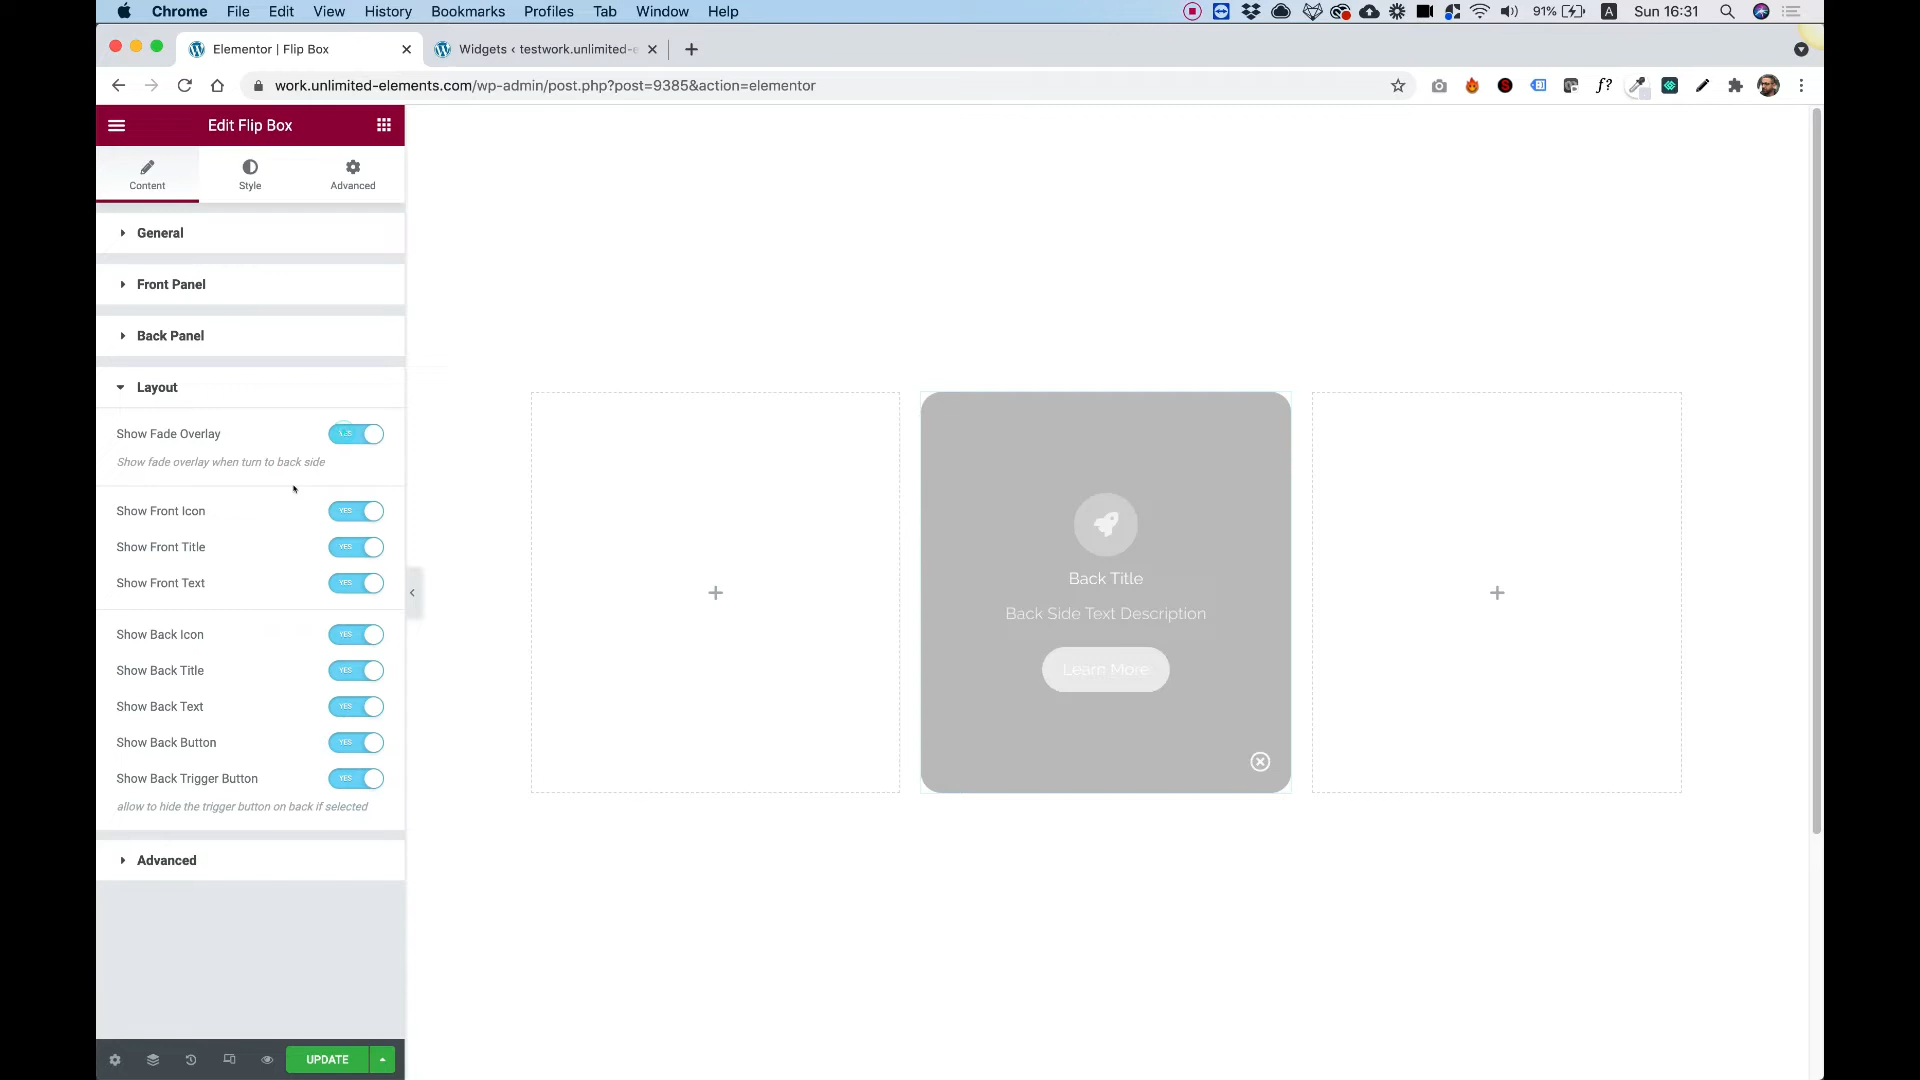 Chrome File Edit View History Bookmarks Profiles Tab Window Help 91% A Sun 16:31
Elementor | Flip Box Widgets ‹ testwork.unlimited-e
work.unlimited-elements.com/wp-admin/post.php?post=9385&action=elementor f?
Edit Flip Box
Content Style Advanced
General
Front Panel
Back Panel
Layout
Show Fade Overlay YES
Show fade overlay when turn to back side
Show Front Icon YES
Show Front Title YES
Show Front Text YES
Show Back Icon YES
Show Back Title YES
Show Back Text YES
Show Back Button YES
Show Back Trigger Button YES
allow to hide the trigger button on back if selected
Advanced
UPDATE
Back Title
Back Side Text Description
Learn More